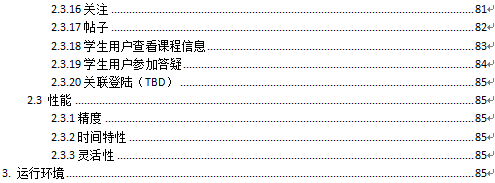 2.3.16 关注 81
2.3.17 帖子 82
2.3.18 学生用户查看课程信息 83
2.3.19 学生用户参加答疑 84
2.3.20 关联登陆（TBD） 85
2.3 性能 85
2.3.1 精度 85
2.3.2 时间特性 85
2.3.3 灵活性 85
3. 运行环境 85